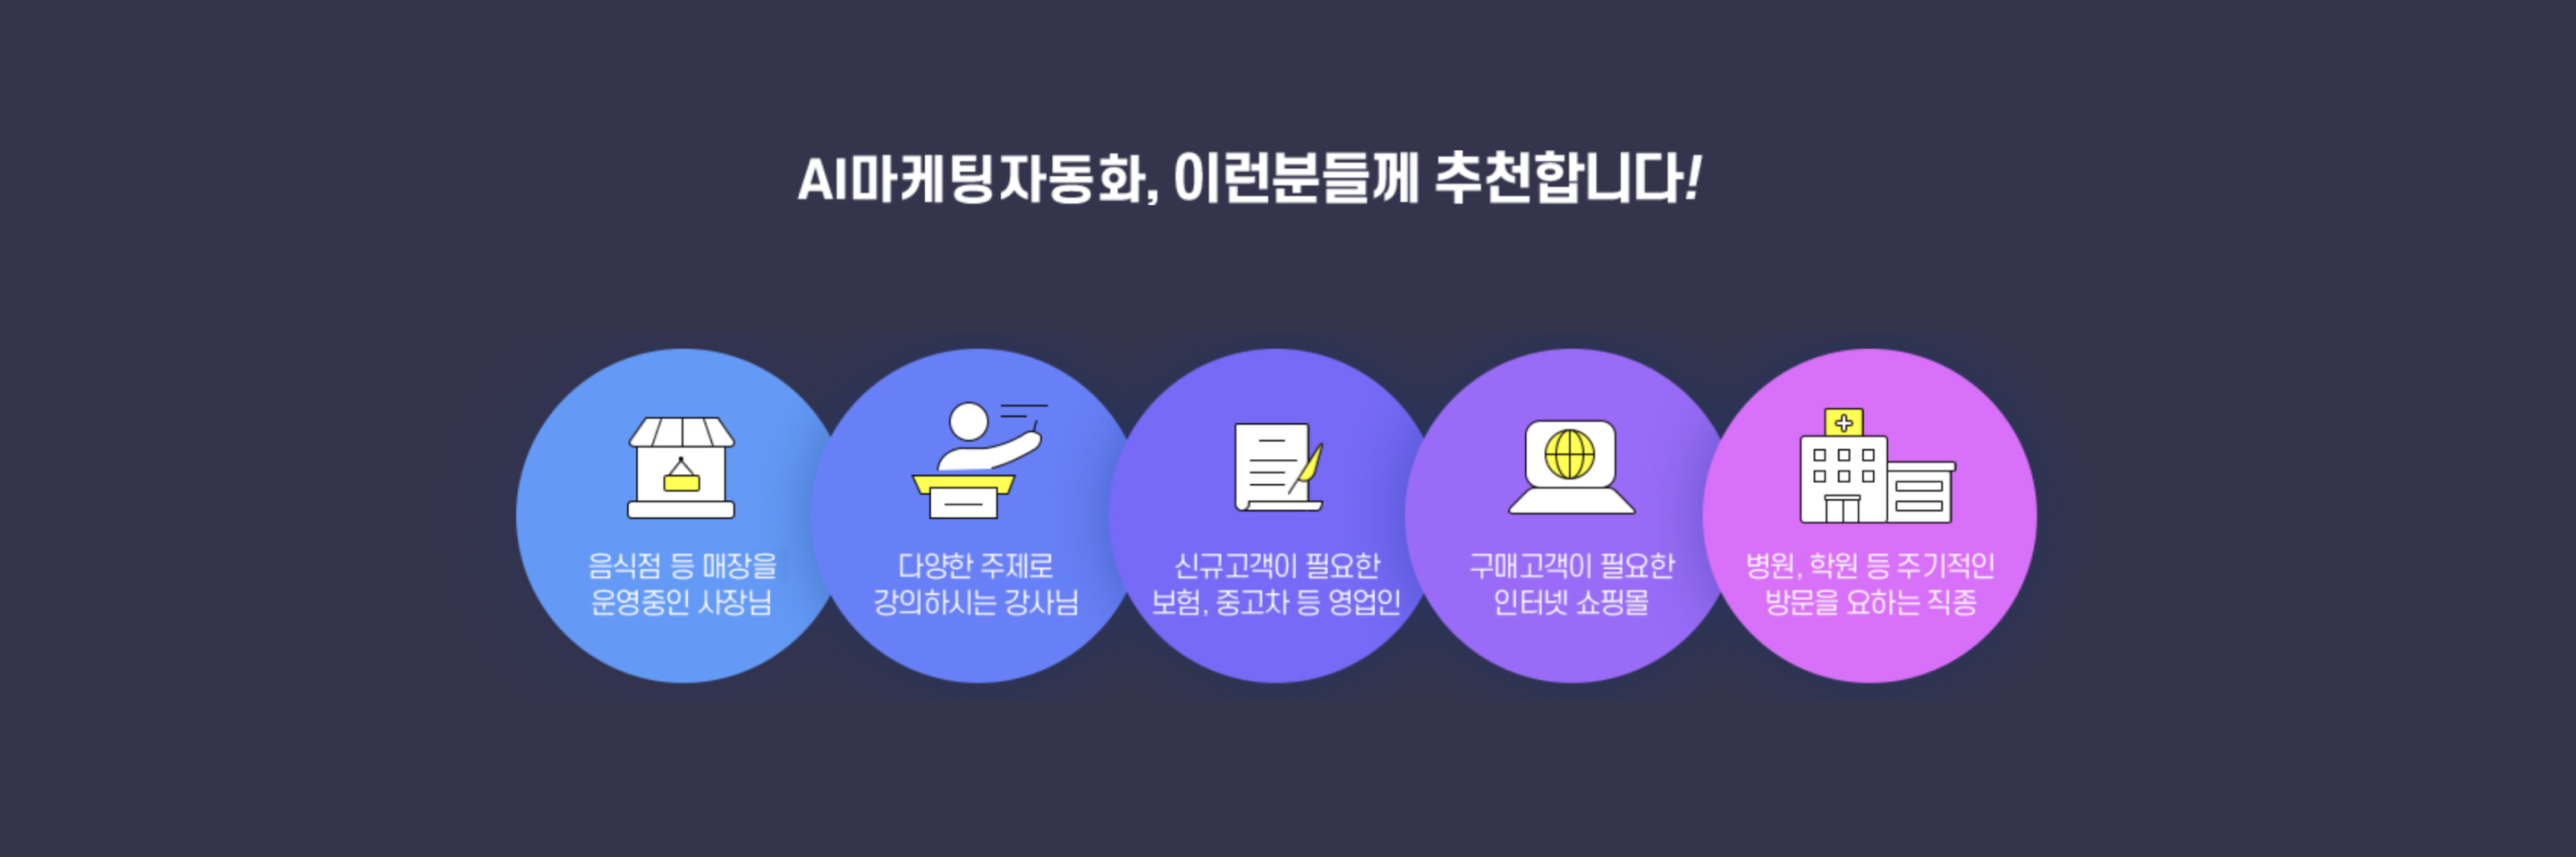 AI마케팅자동화, 이런분들께 추천합니다!
음식점 등 매장을
운영중인 사장님
다양한 주제로
강의하시는 강사님
신규고객이 필요한
보험, 중고차 등 영업인
구매고객이 필요한
인터넷 쇼핑몰
병원, 학원 등 주기적인
방문을 요하는 직종